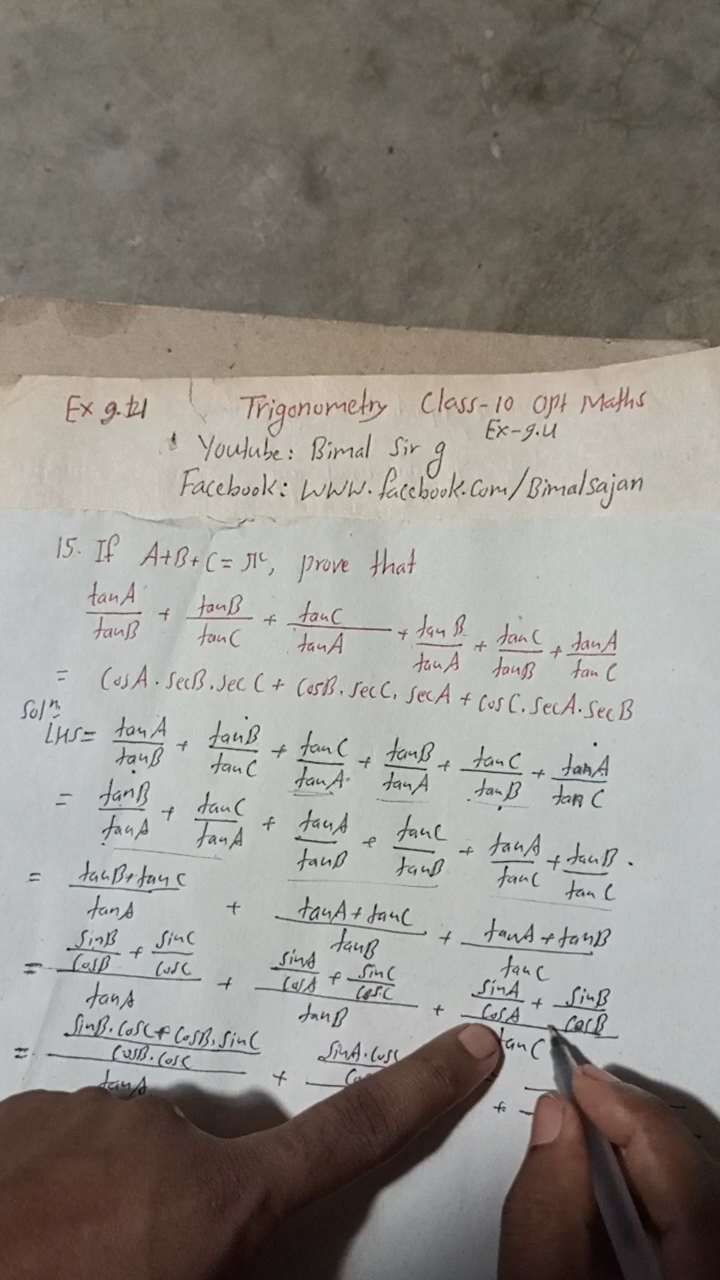 Ex 9.4 Trigonometry Class-10 Opt Maths
Ex-9.4
Youtube: Bimal Sir g
Facebook: WWW.facebook.com/Bimalsajan
15. If A+B+C = πᶜ, prove that
tanA/tanB + tanB/tanC + tanC/tanA + tanB/tanA + tanC/tanB + tanA/tanC
= CosA. secB. sec C + CosB. secC. secA + cosC. SecA. Sec B
Solⁿ
LHS = tanA/tanB + tanB/tanC + tanC/tanA + tanB/tanA + tanC/tanB + tanA/tanC
= tanB/tanA + tanC/tanA + tanA/tanB + tanC/tanB + tanA/tanC + tanB/tanC
= (tanB+tanC)/tanA + (tanA+tanC)/tanB + (tanA+tanB)/tanC
= (SinB/CosB + SinC/CosC)/tanA + (sinA/CosA + SinC/CosC)/tanB + (sinA/CosA + SinB/CosB)/tanC
= (SinB.CosC+CosB.SinC/CosB.CosC)/tanA + SinA.Cos
+